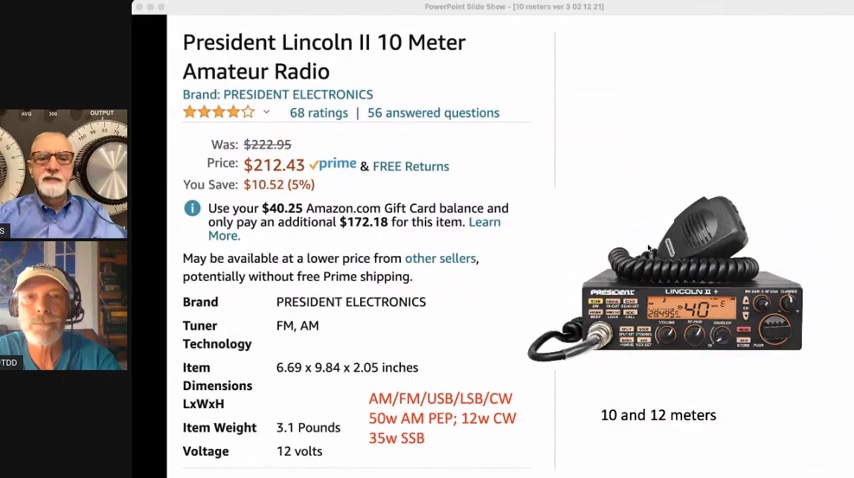 PowerPoint Slide Show - [10 meters ver 3 02 12 21]
President Lincoln II 10 Meter
Amateur Radio
Brand: PRESIDENT ELECTRONICS
68 ratings | 56 answered questions
Was: $222.95
Price: $212.43 prime & FREE Returns
You Save: $10.52 (5%)
Use your $40.25 Amazon.com Gift Card balance and
only pay an additional $172.18 for this item. Learn
More.
May be available at a lower price from other sellers,
potentially without free Prime shipping.
Brand PRESIDENT ELECTRONICS
Tuner FM, AM
Technology
Item 6.69 x 9.84 x 2.05 inches
Dimensions
LxWxH
Item Weight 3.1 Pounds
Voltage 12 volts
AM/FM/USB/LSB/CW
50w AM PEP; 12w CW
35w SSB
PRESIDENT LINCOLN II +
40
VOLUME
10 and 12 meters
AVG
OUTPUT
S
OTDD